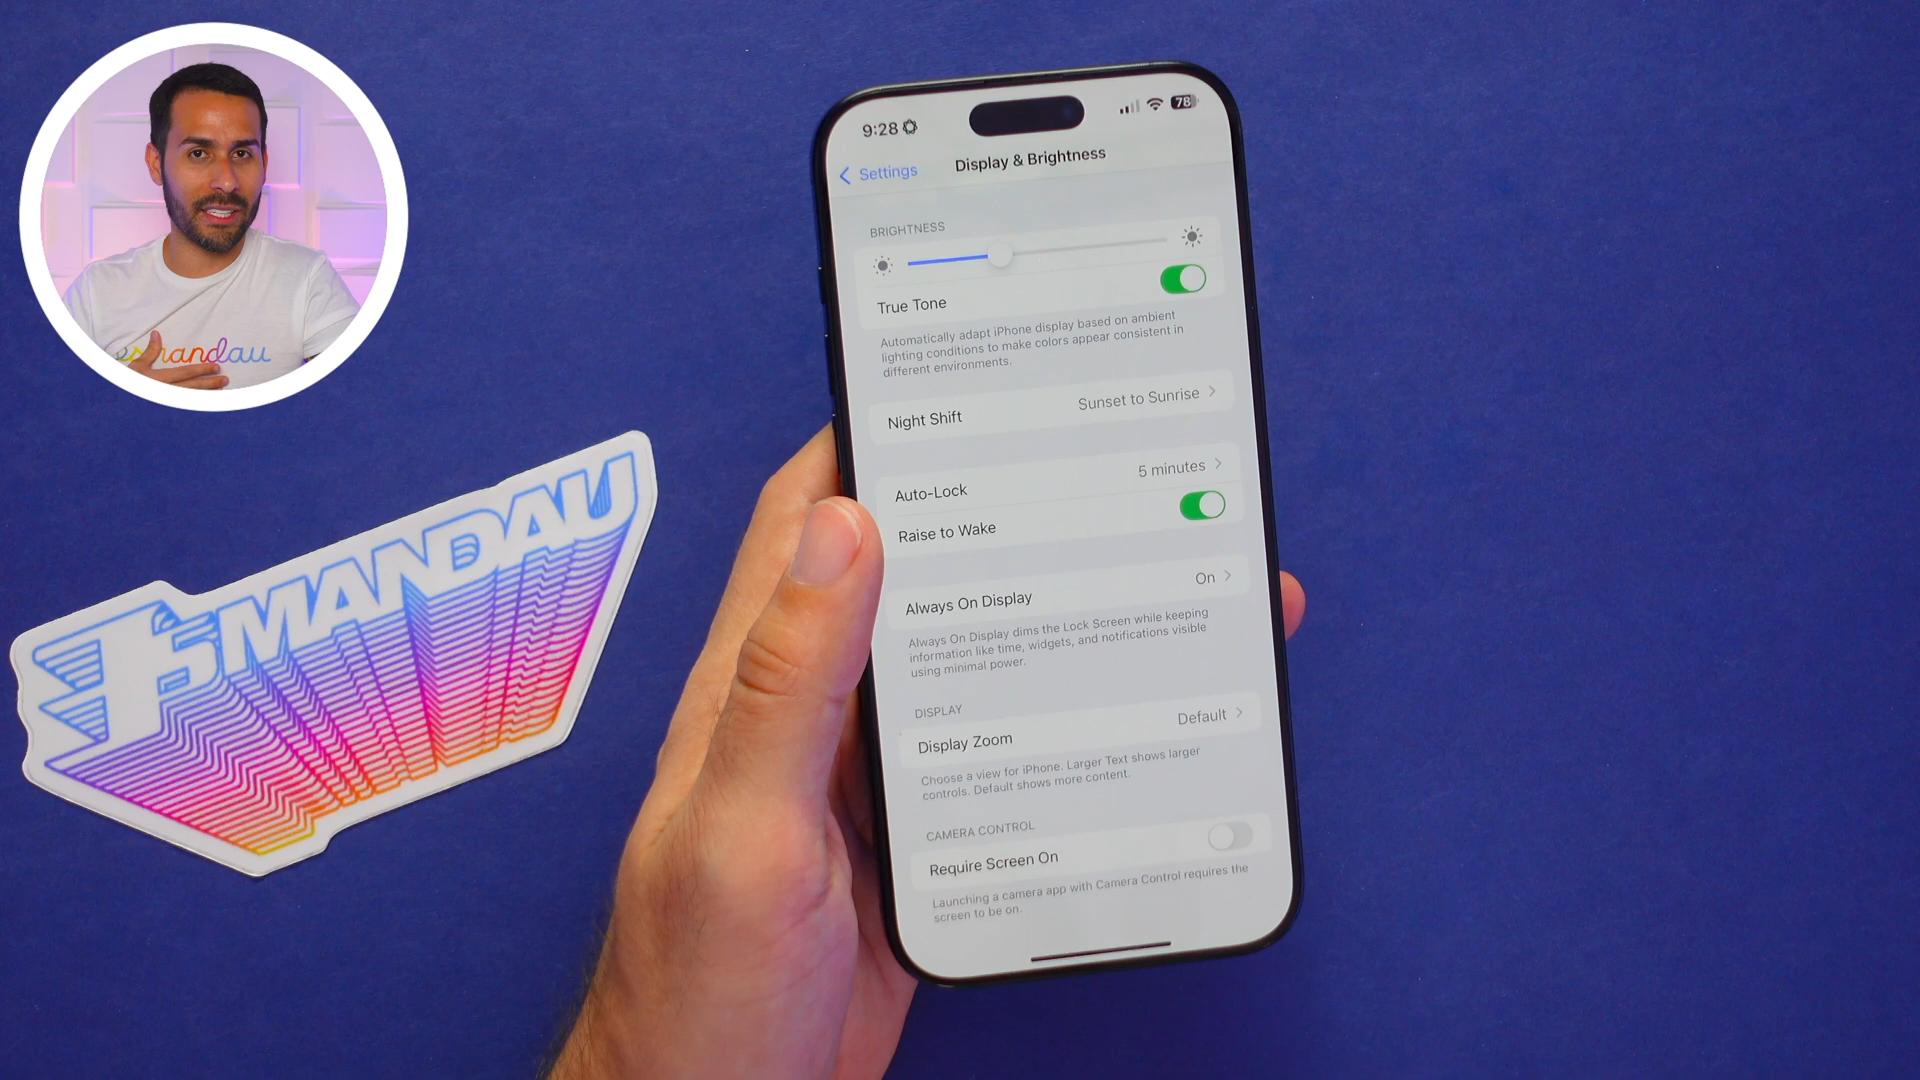 esmandau
ESMANDAU
9:28
78
Settings
Display & Brightness
BRIGHTNESS
True Tone
Automatically adapt iPhone display based on ambient
lighting conditions to make colors appear consistent in
different environments.
Night Shift
Sunset to Sunrise
Auto-Lock
5 minutes
Raise to Wake
Always On Display
On
Always On Display dims the Lock Screen while keeping
information like time, widgets, and notifications visible
using minimal power.
DISPLAY
Display Zoom
Default
Choose a view for iPhone. Larger Text shows larger
controls. Default shows more content.
CAMERA CONTROL
Require Screen On
Launching a camera app with Camera Control requires the
screen to be on.